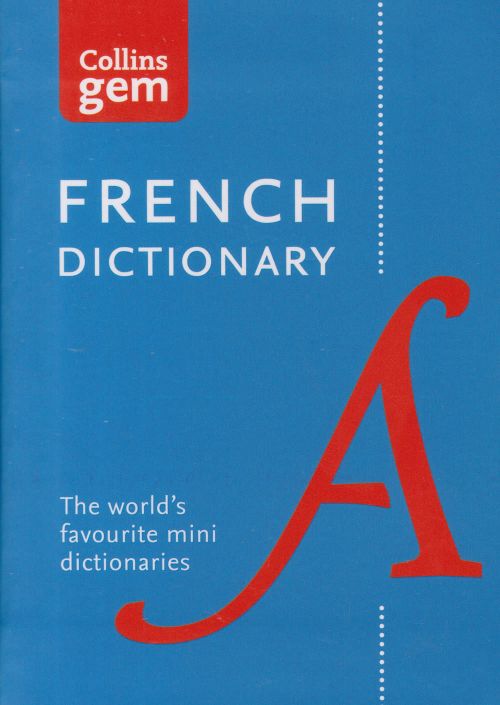 Collins
gem
FRENCH
DICTIONARY
A
The world's
favourite mini
dictionaries